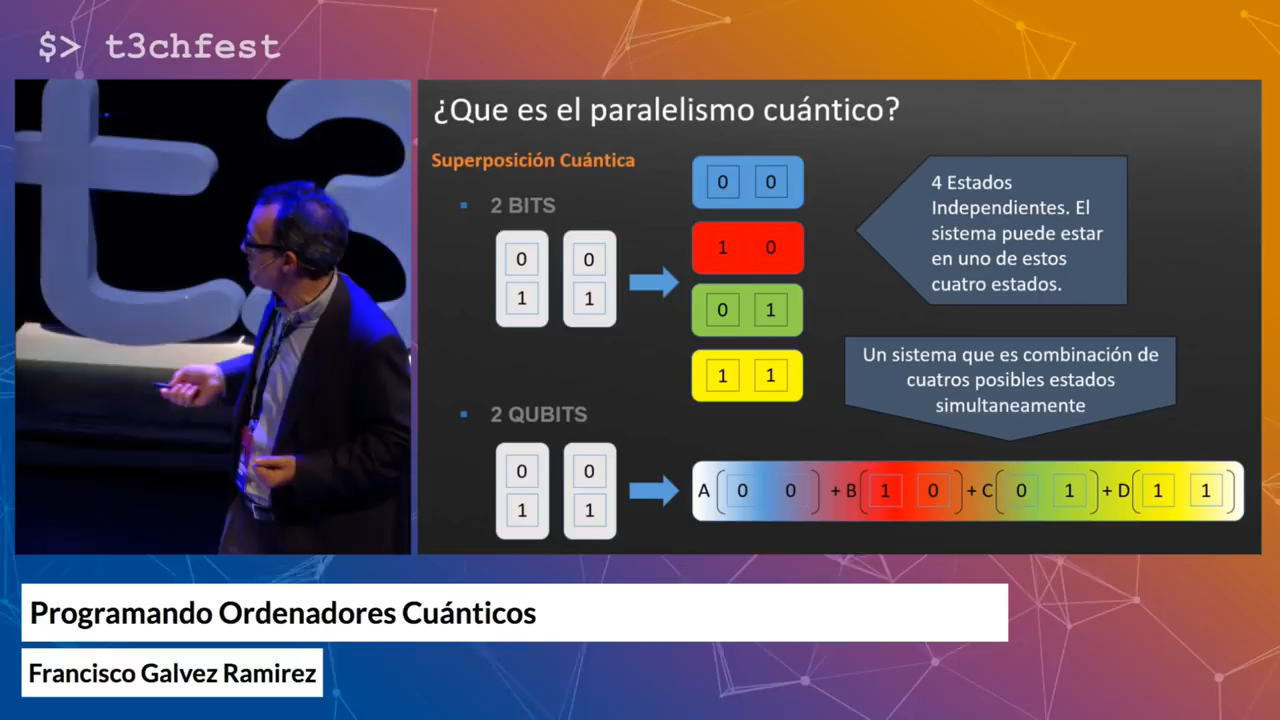 $> t3chfest
¿Que es el paralelismo cuántico?
Superposición Cuántica
2 BITS
0 0
1 1
0 0
1 0
0 1
1 1
4 Estados
Independientes. El
sistema puede estar
en uno de estos
cuatro estados.
Un sistema que es combinación de
cuatros posibles estados
simultaneamente
2 QUBITS
0 0
1 1
A ( 0 0 ) + B ( 1 0 ) + C ( 0 1 ) + D ( 1 1 )
Programando Ordenadores Cuánticos
Francisco Galvez Ramirez